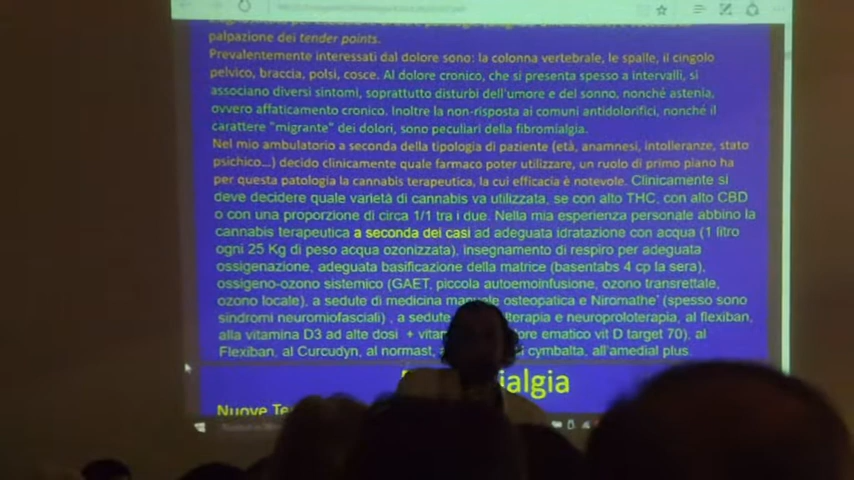 palpazione dei tender points.
Prevalentemente interessati dal dolore sono: la colonna vertebrale, le spalle, il cingolo
pelvico, braccia, polsi, cosce. Al dolore cronico, che si presenta spesso a intervalli, si
associano diversi sintomi, soprattutto disturbi dell'umore e del sonno, nonché astenia,
ovvero affaticamento cronico. Inoltre la non-risposta ai comuni antidolorifici, nonché il
carattere "migrante" dei dolori, sono peculiari della fibromialgia.
Nel mio ambulatorio a seconda della tipologia di paziente (età, anamnesi, intolleranze, stato
psichico...) decido clinicamente quale farmaco poter utilizzare, un ruolo di primo piano ha
per questa patologia la cannabis terapeutica, la cui efficacia è notevole. Clinicamente si
deve decidere quale varietà di cannabis va utilizzata, se con alto THC, con alto CBD
o con una proporzione di circa 1/1 tra i due. Nella mia esperienza personale abbino la
cannabis terapeutica a seconda dei casi ad adeguata idratazione con acqua (1 litro
ogni 25 Kg di peso acqua ozonizzata), insegnamento di respiro per adeguata
ossigenazione, adeguata basificazione della matrice (basentabs 4 cp la sera),
ossigeno-ozono sistemico (GAET, piccola autoemoinfusione, ozono transrettale,
ozono locale), a sedute di medicina manuale osteopatica e Niromathe' (spesso sono
sindromi neuromiofasciali) , a sedute terapia e neuroproloterapia, al flexiban,
alla vitamina D3 ad alte dosi + vitam ore ematico vit D target 70), al
Flexiban, al Curcudyn, al normast, cymbalta, all'amedial plus.
ialgia
Nuove Te